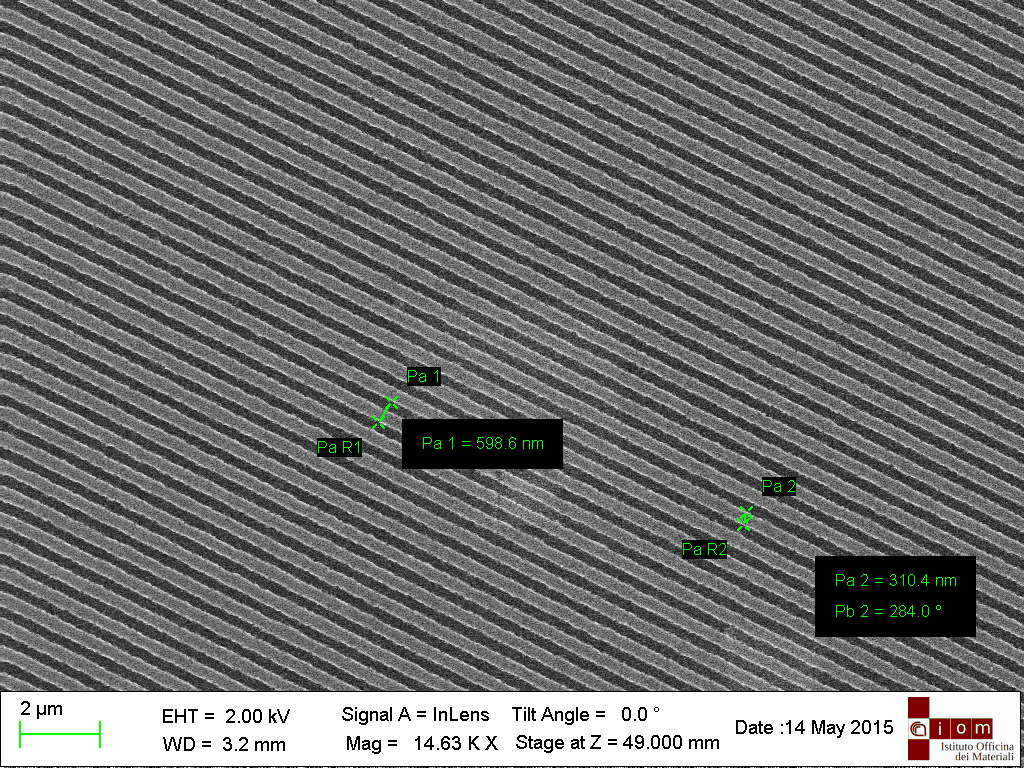 Pa 1
Pa R1
Pa 1 = 598.6 nm
Pa 2
Pa R2
Pa 2 = 310.4 nm
Pb 2 = 284.0 °
2 µm
EHT = 2.00 kV
WD = 3.2 mm
Signal A = InLens
Mag = 14.63 K X
Tilt Angle = 0.0 °
Stage at Z = 49.000 mm
Date :14 May 2015
iom
Istituto Officina
dei Materiali